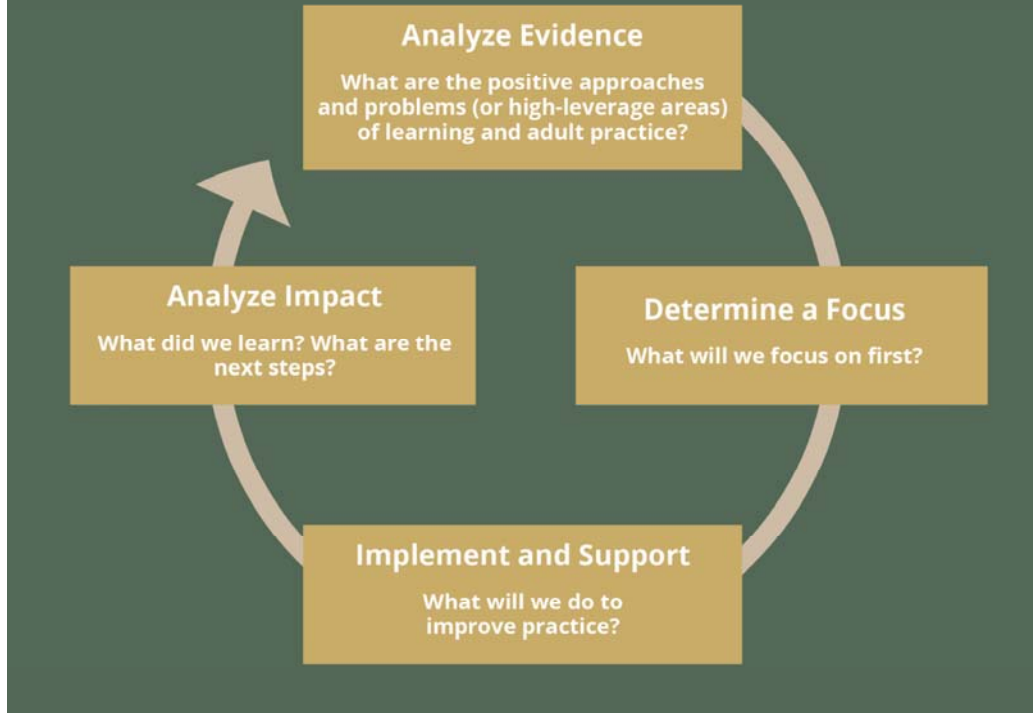 Analyze Evidence
What are the positive approaches
and problems (or high-leverage areas)
of learning and adult practice?
Analyze Impact
What did we learn? What are the
next steps?
Determine a Focus
What will we focus on first?
Implement and Support
What will we do to
improve practice?